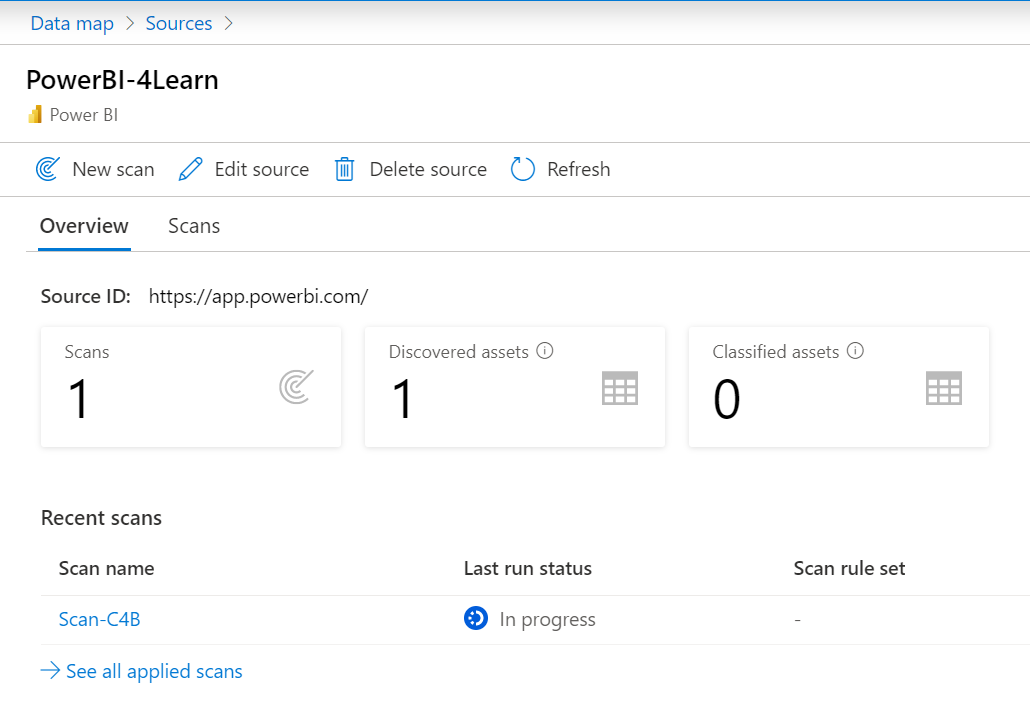 Data map > Sources >
PowerBI-4Learn
Power BI
New scan Edit source Delete source Refresh
Overview Scans
Source ID: https://app.powerbi.com/
Scans Discovered assets Classified assets
1 1 0
Recent scans
Scan name Last run status Scan rule set
Scan-C4B In progress -
→ See all applied scans